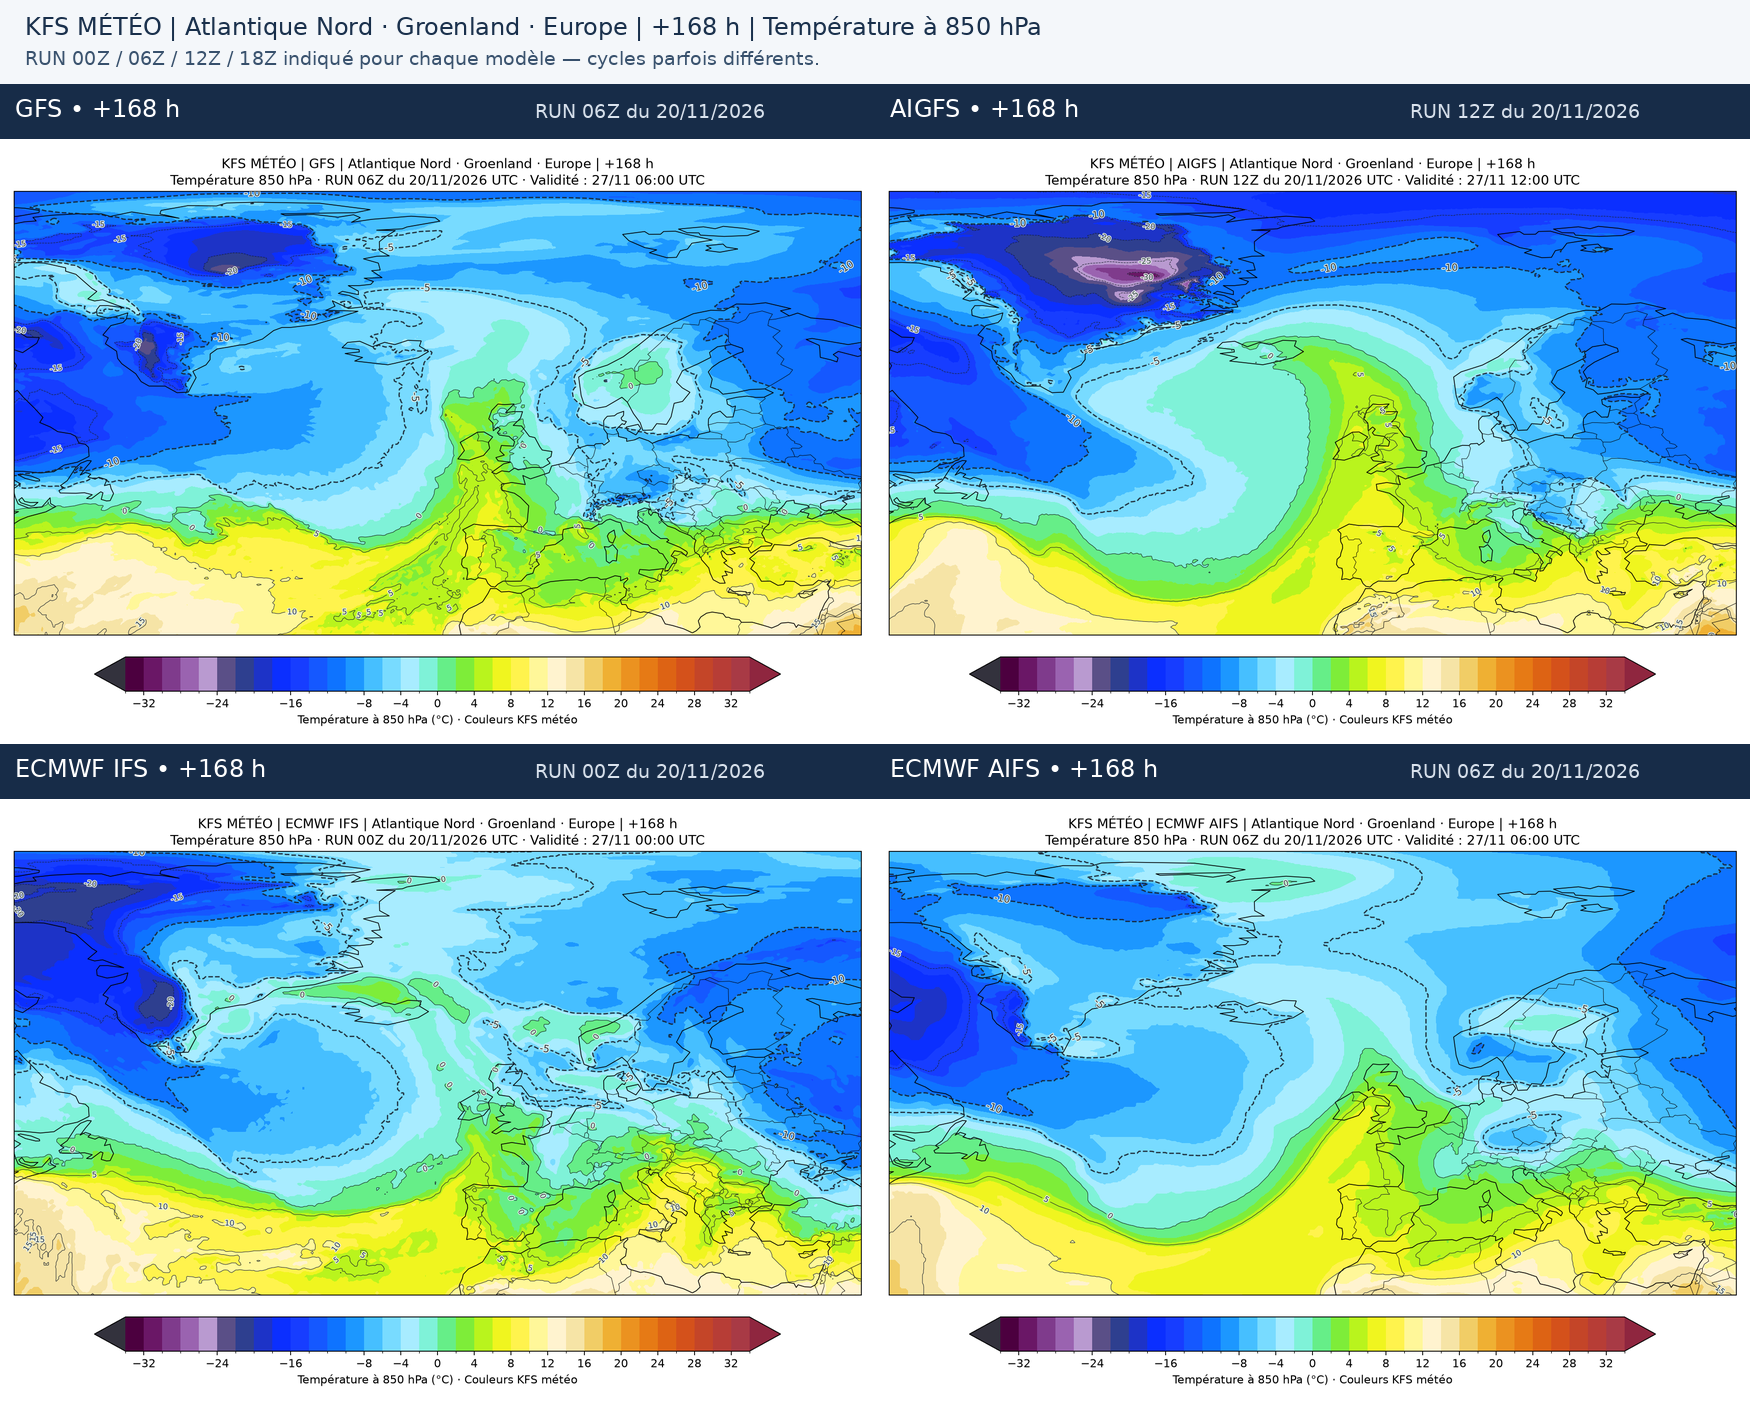 KFS MÉTÉO | Atlantique Nord · Groenland · Europe | +168 h | Température à 850 hPa
RUN 00Z / 06Z / 12Z / 18Z indiqué pour chaque modèle — cycles parfois différents.
GFS • +168 h
RUN 06Z du 20/11/2026
AIGFS • +168 h
RUN 12Z du 20/11/2026
KFS MÉTÉO | GFS | Atlantique Nord · Groenland · Europe | +168 h
Température 850 hPa · RUN 06Z du 20/11/2026 UTC · Validité : 27/11 06:00 UTC
KFS MÉTÉO | AIGFS | Atlantique Nord · Groenland · Europe | +168 h
Température 850 hPa · RUN 12Z du 20/11/2026 UTC · Validité : 27/11 12:00 UTC
−32 −24 −16 −8 −4 0 4 8 12 16 20 24 28 32
Température à 850 hPa (°C) · Couleurs KFS météo
−32 −24 −16 −8 −4 0 4 8 12 16 20 24 28 32
Température à 850 hPa (°C) · Couleurs KFS météo
ECMWF IFS • +168 h
RUN 00Z du 20/11/2026
ECMWF AIFS • +168 h
RUN 06Z du 20/11/2026
KFS MÉTÉO | ECMWF IFS | Atlantique Nord · Groenland · Europe | +168 h
Température 850 hPa · RUN 00Z du 20/11/2026 UTC · Validité : 27/11 00:00 UTC
KFS MÉTÉO | ECMWF AIFS | Atlantique Nord · Groenland · Europe | +168 h
Température 850 hPa · RUN 06Z du 20/11/2026 UTC · Validité : 27/11 06:00 UTC
−32 −24 −16 −8 −4 0 4 8 12 16 20 24 28 32
Température à 850 hPa (°C) · Couleurs KFS météo
−32 −24 −16 −8 −4 0 4 8 12 16 20 24 28 32
Température à 850 hPa (°C) · Couleurs KFS météo